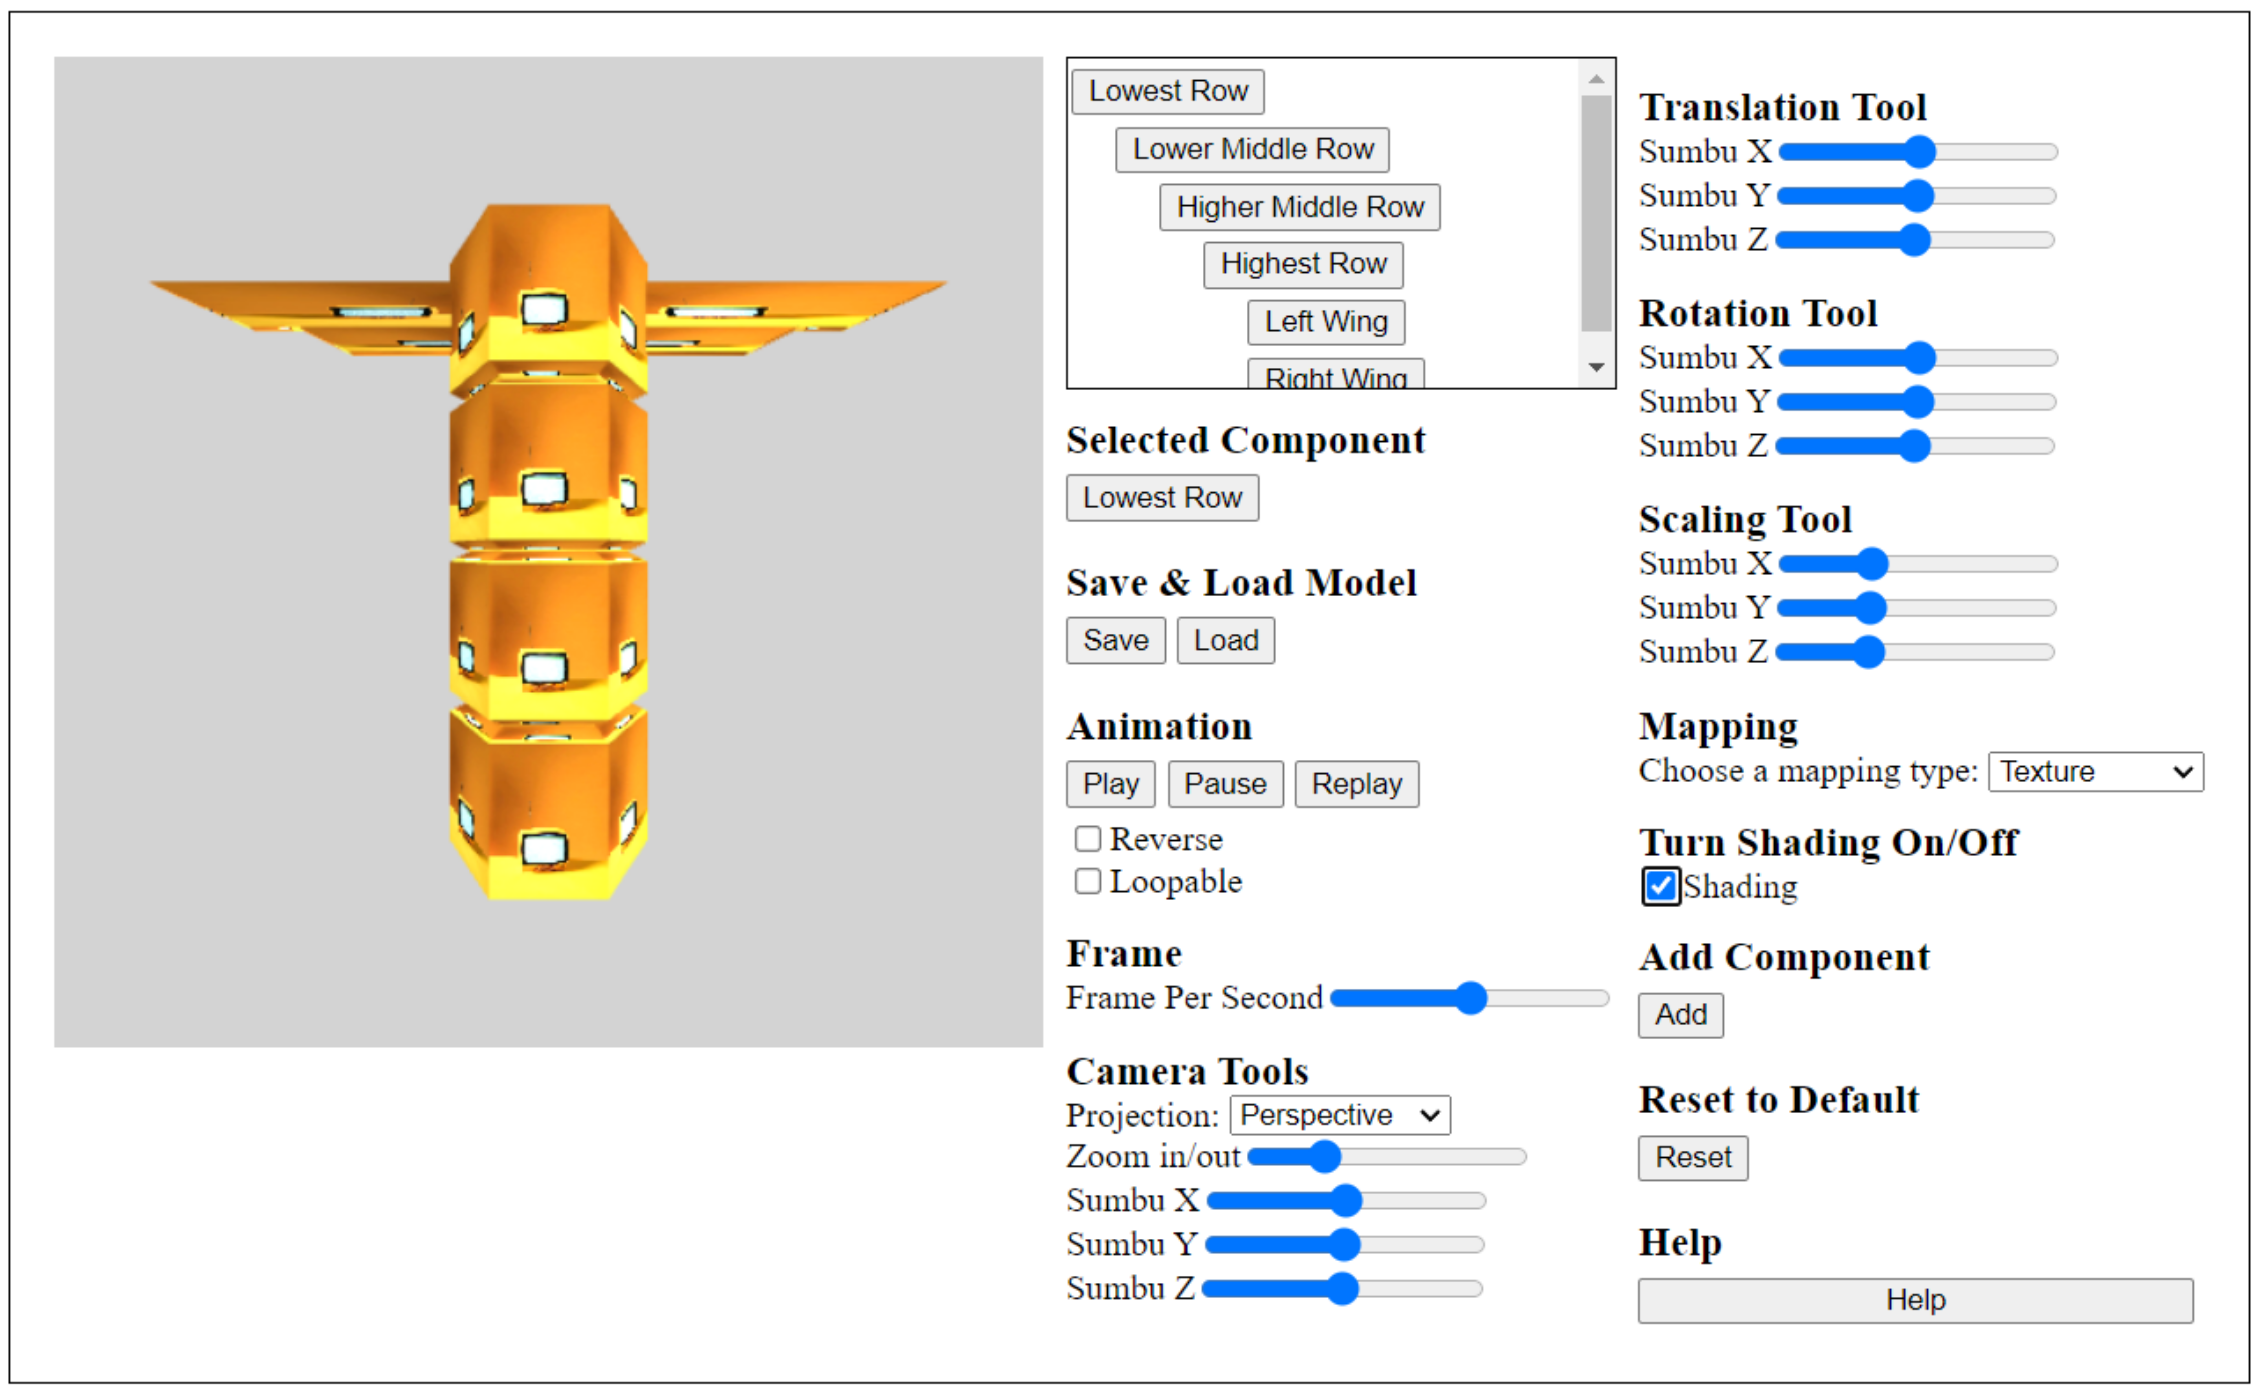 Lowest Row
Lower Middle Row
Higher Middle Row
Highest Row
Left Wing
Right Wing
Selected Component
Lowest Row
Save & Load Model
Save Load
Animation
Play Pause Replay
Reverse
Loopable
Frame
Frame Per Second
Camera Tools
Projection: Perspective
Zoom in/out
Sumbu X
Sumbu Y
Sumbu Z
Translation Tool
Sumbu X
Sumbu Y
Sumbu Z
Rotation Tool
Sumbu X
Sumbu Y
Sumbu Z
Scaling Tool
Sumbu X
Sumbu Y
Sumbu Z
Mapping
Choose a mapping type: Texture
Turn Shading On/Off
Shading
Add Component
Add
Reset to Default
Reset
Help
Help